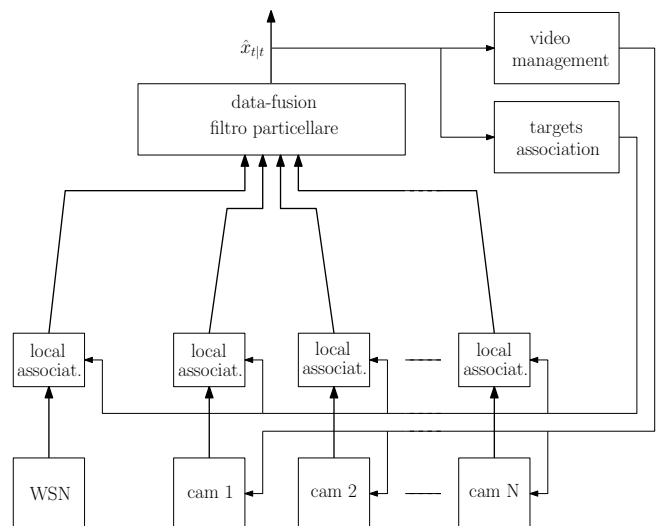 x̂t|t
video
management
data-fusion
filtro particellare
targets
association
local
associat.
local
associat.
local
associat.
local
associat.
WSN
cam 1
cam 2
cam N